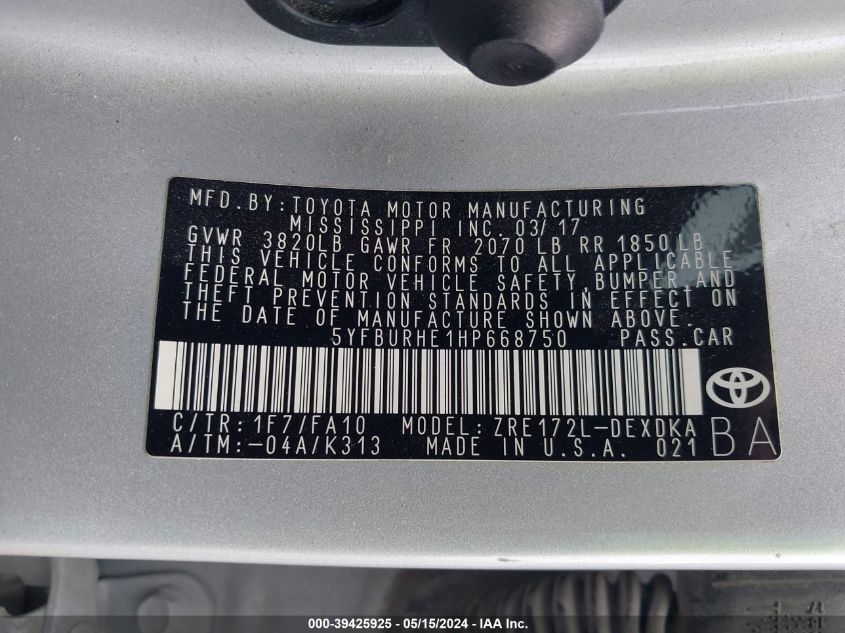 MFD. BY: TOYOTA MOTOR MANUFACTURING
MISSISSIPPI INC. 03/17
GVWR 3820LB GAWR FR 2070 LB RR 1850LB
THIS VEHICLE CONFORMS TO ALL APPLICABLE
FEDERAL MOTOR VEHICLE SAFETY, BUMPER, AND
THEFT PREVENTION STANDARDS IN EFFECT ON
THE DATE OF MANUFACTURE SHOWN ABOVE.
5YFBURHE1HP668750 PASS.CAR
C/TR: 1F7/FA10 MODEL: ZRE172L-DEXDKA
A/TM: -04A/K313 MADE IN U.S.A. 021
BA
000-39425925 - 05/15/2024 - IAA Inc.